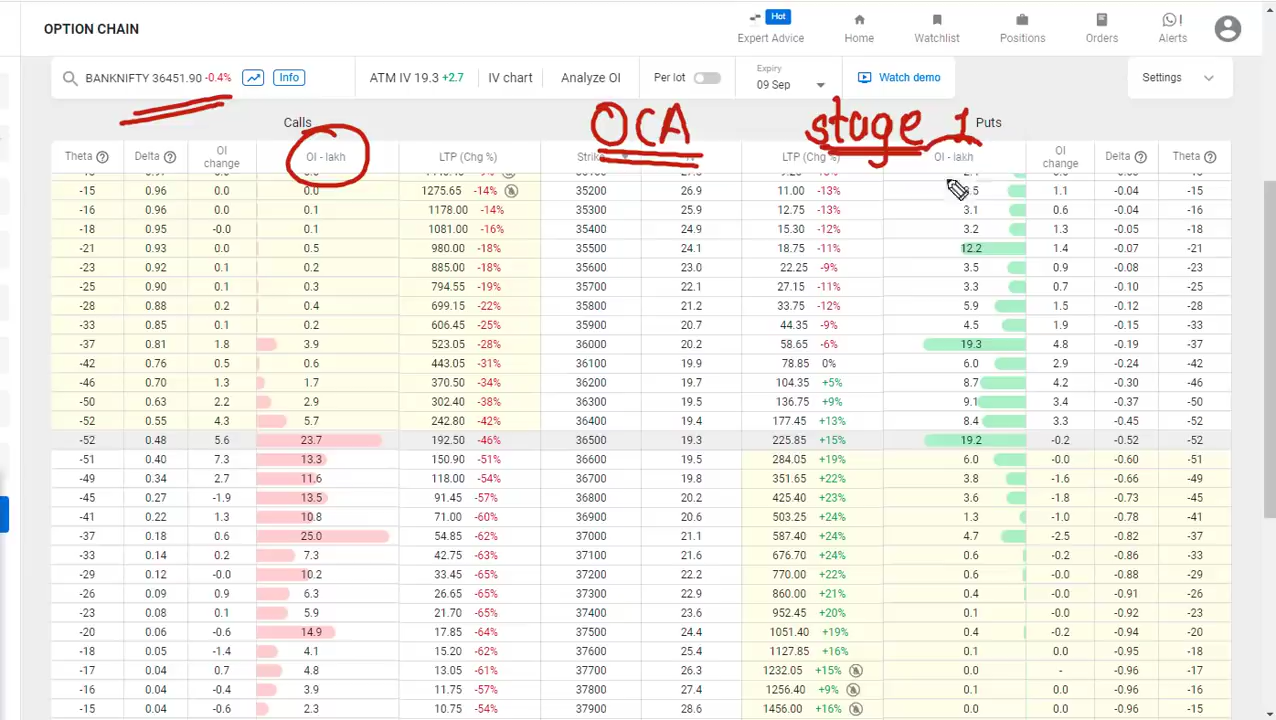 OPTION CHAIN
Hot
Expert Advice Home Watchlist Positions Orders Alerts
BANKNIFTY 36451.90 -0.4% Info ATM IV 19.3 +2.7 IV chart Analyze OI Per lot Expiry 09 Sep Watch demo Settings
OCA stage 1
Calls Puts
Theta Delta OI change OI - lakh LTP (Chg %) Strike LTP (Chg %) OI - lakh OI change Delta Theta
-15 0.96 0.0 0.0 1275.65 -14% 35200 26.9 11.00 -13% 3.5 1.1 -0.04 -15
-16 0.96 0.0 0.1 1178.00 -14% 35300 25.9 12.75 -13% 3.1 0.6 -0.04 -16
-18 0.95 -0.0 0.1 1081.00 -16% 35400 24.9 15.30 -12% 3.2 1.3 -0.05 -18
-21 0.93 0.0 0.5 980.00 -18% 35500 24.1 18.75 -11% 12.2 1.4 -0.07 -21
-23 0.92 0.1 0.2 885.00 -18% 35600 23.0 22.25 -9% 3.5 0.9 -0.08 -23
-25 0.90 0.1 0.3 794.55 -19% 35700 22.1 27.15 -11% 3.3 0.7 -0.10 -25
-28 0.88 0.2 0.4 699.15 -22% 35800 21.2 33.75 -12% 5.9 1.5 -0.12 -28
-33 0.85 0.1 0.2 606.45 -25% 35900 20.7 44.35 -9% 4.5 1.9 -0.15 -33
-37 0.81 1.8 3.9 523.05 -28% 36000 20.2 58.65 -6% 19.3 4.8 -0.19 -37
-42 0.76 0.5 0.6 443.05 -31% 36100 19.9 78.85 0% 6.0 2.9 -0.24 -42
-46 0.70 1.3 1.7 370.50 -34% 36200 19.7 104.35 +5% 8.7 4.2 -0.30 -46
-50 0.63 2.2 2.9 302.40 -38% 36300 19.5 136.75 +9% 9.1 3.4 -0.37 -50
-52 0.55 4.3 5.7 242.80 -42% 36400 19.4 177.45 +13% 8.4 3.3 -0.45 -52
-52 0.48 5.6 23.7 192.50 -46% 36500 19.3 225.85 +15% 19.2 -0.2 -0.52 -52
-51 0.40 7.3 13.3 150.90 -51% 36600 19.5 284.05 +19% 6.0 -0.0 -0.60 -51
-49 0.34 2.7 11.6 118.00 -54% 36700 19.8 351.65 +22% 3.8 -1.6 -0.66 -49
-45 0.27 -1.9 13.5 91.45 -57% 36800 20.2 425.40 +23% 3.6 -1.8 -0.73 -45
-41 0.22 1.3 10.8 71.00 -60% 36900 20.6 503.25 +24% 1.3 -1.0 -0.78 -41
-37 0.18 0.6 25.0 54.85 -62% 37000 21.1 587.40 +24% 4.7 -2.5 -0.82 -37
-33 0.14 0.2 7.3 42.75 -63% 37100 21.6 676.70 +24% 0.6 -0.2 -0.86 -33
-29 0.12 -0.0 10.2 33.45 -65% 37200 22.2 770.00 +22% 0.6 -0.0 -0.88 -29
-26 0.09 0.9 6.3 26.65 -65% 37300 22.9 860.00 +21% 0.4 -0.0 -0.91 -26
-23 0.08 0.1 5.9 21.70 -65% 37400 23.6 952.45 +20% 0.1 -0.0 -0.92 -23
-20 0.06 -0.6 14.9 17.85 -64% 37500 24.4 1051.40 +19% 0.4 -0.2 -0.94 -20
-18 0.05 -1.4 4.1 15.20 -62% 37600 25.4 1127.85 +16% 0.1 0.0 -0.95 -18
-17 0.04 0.7 4.8 13.05 -61% 37700 26.3 1232.05 +15% 0.0 - -0.96 -17
-16 0.04 -0.4 3.9 11.75 -57% 37800 27.4 1256.40 +9% 0.1 0.0 -0.96 -16
-15 0.04 -0.6 2.3 10.75 -54% 37900 28.6 1456.00 +16% 0.0 0.0 -0.96 -15